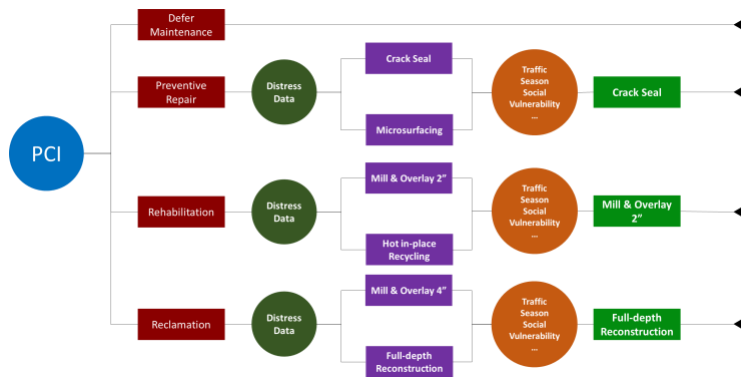 Defer
Maintenance
Preventive
Repair
Distress
Data
Crack Seal
Microsurfacing
Traffic
Season
Social
Vulnerability
...
Crack Seal
PCI
Rehabilitation
Distress
Data
Mill & Overlay 2"
Hot in-place
Recycling
Traffic
Season
Social
Vulnerability
...
Mill & Overlay
2"
Reclamation
Distress
Data
Mill & Overlay 4"
Full-depth
Reconstruction
Traffic
Season
Social
Vulnerability
...
Full-depth
Reconstruction